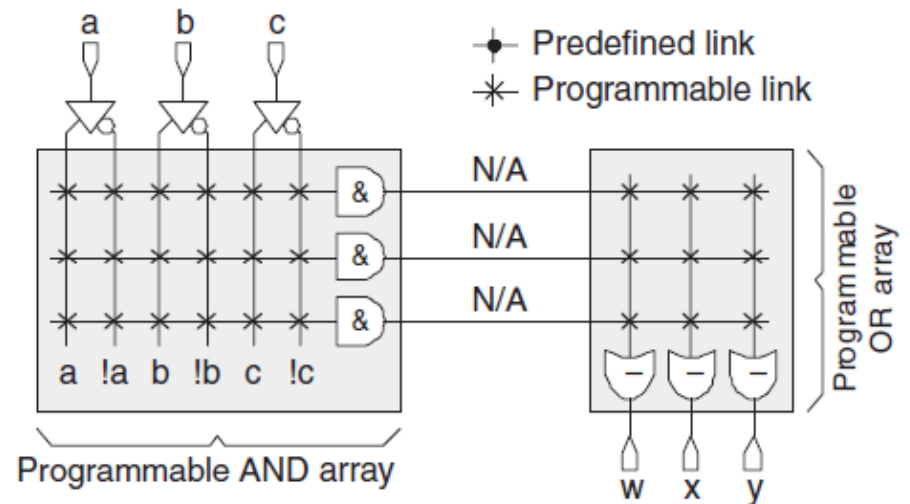 a b c
Predefined link
Programmable link
N/A
&
N/A
&
N/A
&
a !a b !b c !c
| | |
w x y
Programmable AND array
Programmable
OR array